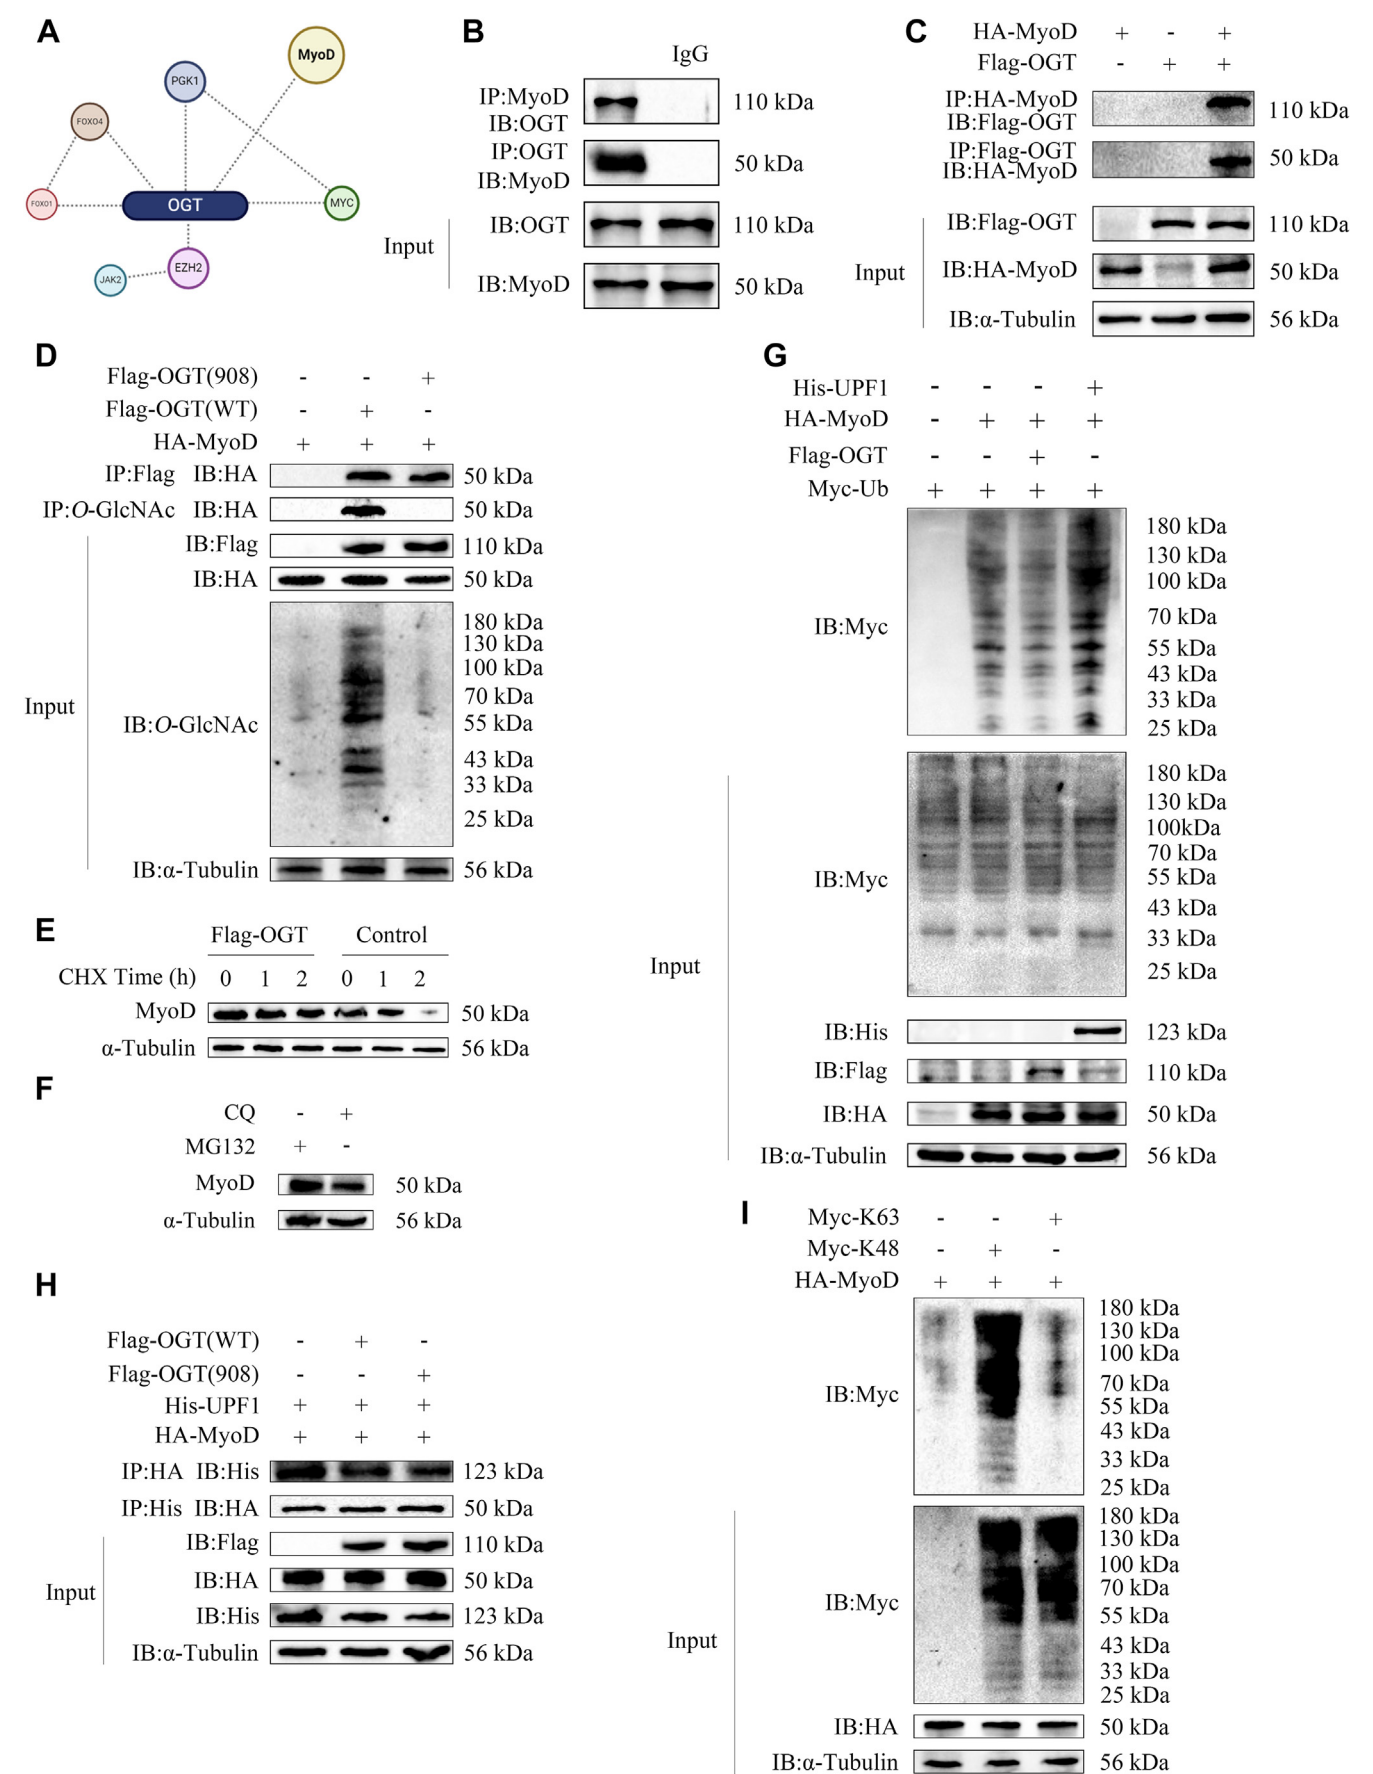 A
MyoD
PGK1
FOXO4
FOXO1
OGT
MYC
EZH2
JAK2
B
IgG
IP:MyoD
IB:OGT
110 kDa
IP:OGT
IB:MyoD
50 kDa
Input
IB:OGT
110 kDa
IB:MyoD
50 kDa
C
HA-MyoD + - +
Flag-OGT - + +
IP:HA-MyoD
IB:Flag-OGT
110 kDa
IP:Flag-OGT
IB:HA-MyoD
50 kDa
Input
IB:Flag-OGT 110 kDa
IB:HA-MyoD 50 kDa
IB:α-Tubulin 56 kDa
D
Flag-OGT(908) - - +
Flag-OGT(WT) - + -
HA-MyoD + + +
IP:Flag IB:HA 50 kDa
IP:O-GlcNAc IB:HA 50 kDa
Input
IB:Flag 110 kDa
IB:HA 50 kDa
IB:O-GlcNAc
180 kDa
130 kDa
100 kDa
70 kDa
55 kDa
43 kDa
33 kDa
25 kDa
IB:α-Tubulin 56 kDa
E
Flag-OGT Control
CHX Time (h) 0 1 2 0 1 2
MyoD 50 kDa
α-Tubulin 56 kDa
F
CQ - +
MG132 + -
MyoD 50 kDa
α-Tubulin 56 kDa
G
His-UPF1 - - - +
HA-MyoD - + + +
Flag-OGT - - + -
Myc-Ub + + + +
IB:Myc
180 kDa
130 kDa
100 kDa
70 kDa
55 kDa
43 kDa
33 kDa
25 kDa
Input
IB:Myc
180 kDa
130 kDa
100kDa
70 kDa
55 kDa
43 kDa
33 kDa
25 kDa
IB:His 123 kDa
IB:Flag 110 kDa
IB:HA 50 kDa
IB:α-Tubulin 56 kDa
H
Flag-OGT(WT) - + -
Flag-OGT(908) - - +
His-UPF1 + + +
HA-MyoD + + +
IP:HA IB:His 123 kDa
IP:His IB:HA 50 kDa
Input
IB:Flag 110 kDa
IB:HA 50 kDa
IB:His 123 kDa
IB:α-Tubulin 56 kDa
I
Myc-K63 - - +
Myc-K48 - + -
HA-MyoD + + +
IB:Myc
180 kDa
130 kDa
100 kDa
70 kDa
55 kDa
43 kDa
33 kDa
25 kDa
Input
IB:Myc
180 kDa
130 kDa
100 kDa
70 kDa
55 kDa
43 kDa
33 kDa
25 kDa
IB:HA 50 kDa
IB:α-Tubulin 56 kDa